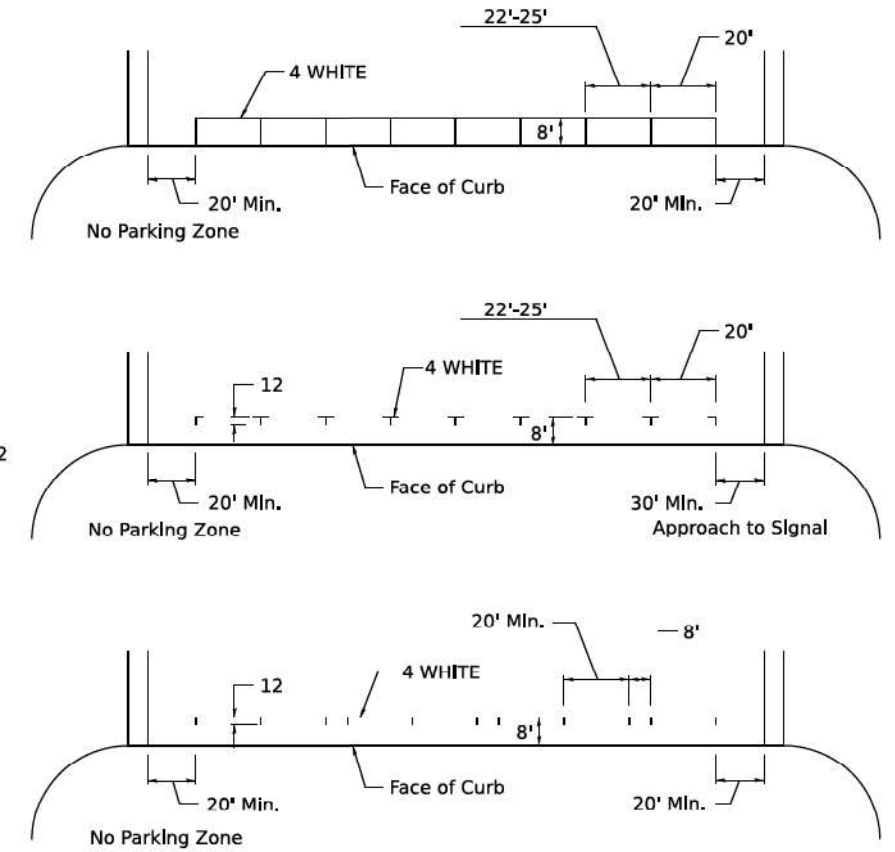 22'-25'
20'
4 WHITE
8'
Face of Curb
20' Min.
20' Min.
No Parking Zone
22'-25'
20'
4 WHITE
12
8'
2
Face of Curb
20' Min.
30' Min.
No Parking Zone
Approach to Signal
20' Min.
8'
4 WHITE
12
8'
Face of Curb
20' Min.
20' Min.
No Parking Zone